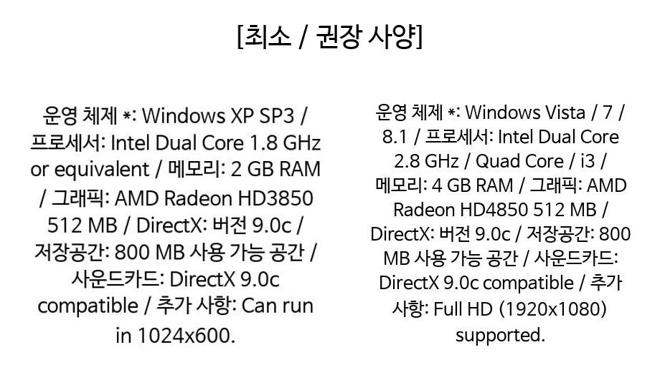 [최소 / 권장 사양]
운영 체제 *: Windows XP SP3 /
프로세서: Intel Dual Core 1.8 GHz
or equivalent / 메모리: 2 GB RAM
/ 그래픽: AMD Radeon HD3850
512 MB / DirectX: 버전 9.0c /
저장공간: 800 MB 사용 가능 공간 /
사운드카드: DirectX 9.0c
compatible / 추가 사항: Can run
in 1024x600.
운영 체제 *: Windows Vista / 7 /
8.1 / 프로세서: Intel Dual Core
2.8 GHz / Quad Core / i3 /
메모리: 4 GB RAM / 그래픽: AMD
Radeon HD4850 512 MB /
DirectX: 버전 9.0c / 저장공간: 800
MB 사용 가능 공간 / 사운드카드:
DirectX 9.0c compatible / 추가
사항: Full HD (1920x1080)
supported.